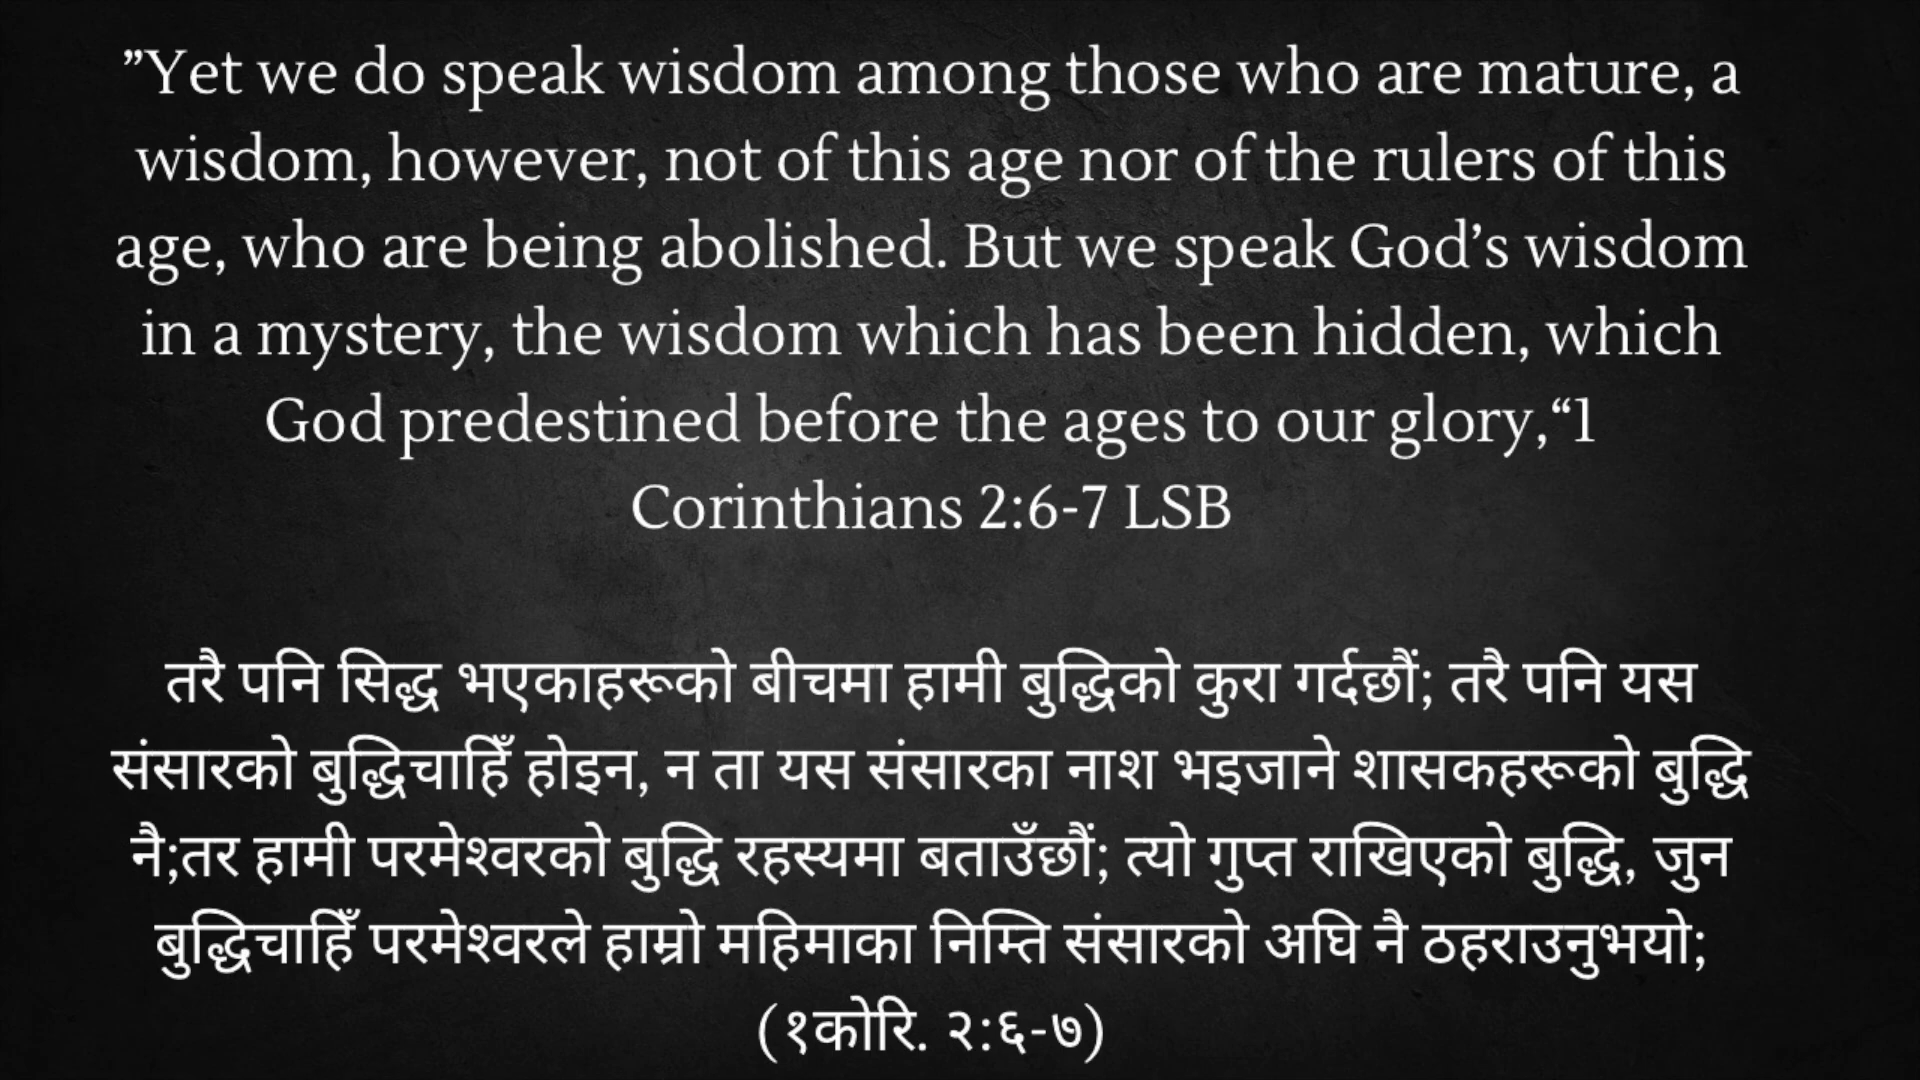 ”Yet we do speak wisdom among those who are mature, a
wisdom, however, not of this age nor of the rulers of this
age, who are being abolished. But we speak God’s wisdom
in a mystery, the wisdom which has been hidden, which
God predestined before the ages to our glory,“1
Corinthians 2:6-7 LSB
तरै पनि सिद्ध भएकाहरूको बीचमा हामी बुद्धिको कुरा गर्दछौं; तरै पनि यस
संसारको बुद्धिचाहिँ होइन, न ता यस संसारका नाश भइजाने शासकहरूको बुद्धि
नै;तर हामी परमेश्वरको बुद्धि रहस्यमा बताउँछौं; त्यो गुप्त राखिएको बुद्धि, जुन
बुद्धिचाहिँ परमेश्वरले हाम्रो महिमाका निम्ति संसारको अघि नै ठहराउनुभयो;
(१कोरि. २:६-७)